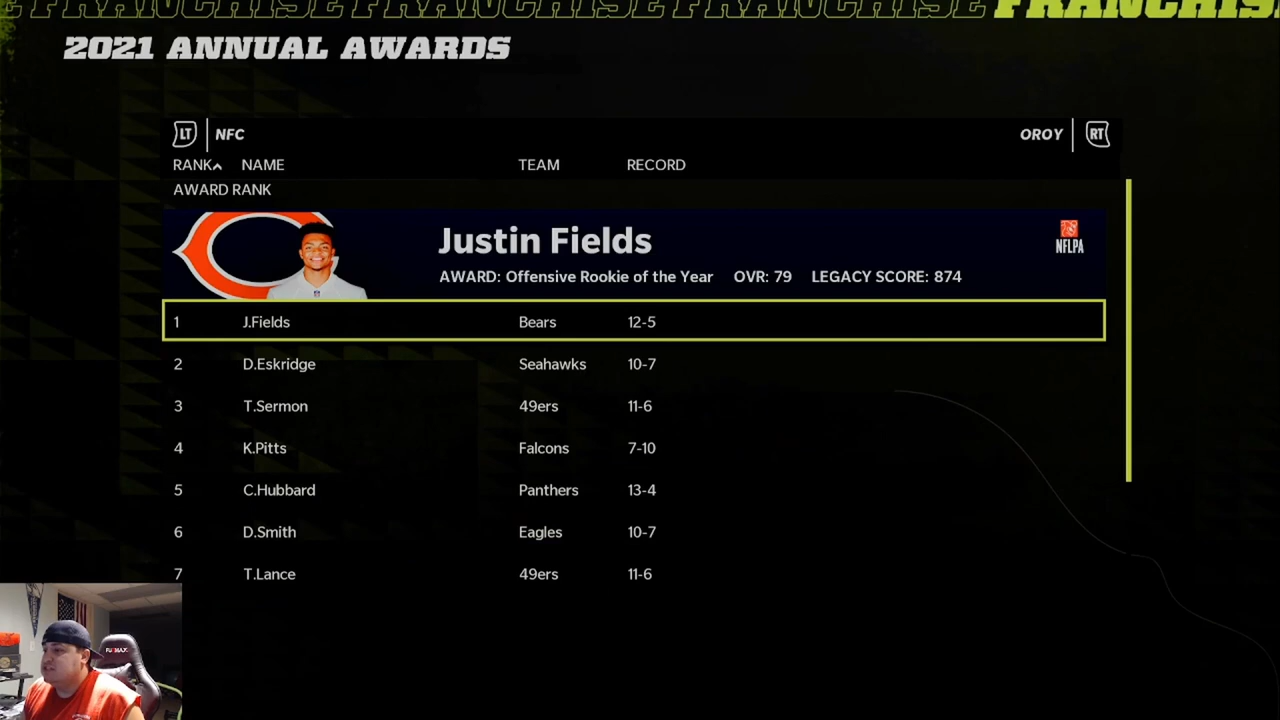 FRANCHISE FRANCHISE FRANCHISE FRANCHIS
2021 ANNUAL AWARDS
LT NFC OROY RT
RANK NAME TEAM RECORD
AWARD RANK
Justin Fields
NFLPA
AWARD: Offensive Rookie of the Year OVR: 79 LEGACY SCORE: 874
1 J.Fields Bears 12-5
2 D.Eskridge Seahawks 10-7
3 T.Sermon 49ers 11-6
4 K.Pitts Falcons 7-10
5 C.Hubbard Panthers 13-4
6 D.Smith Eagles 10-7
7 T.Lance 49ers 11-6